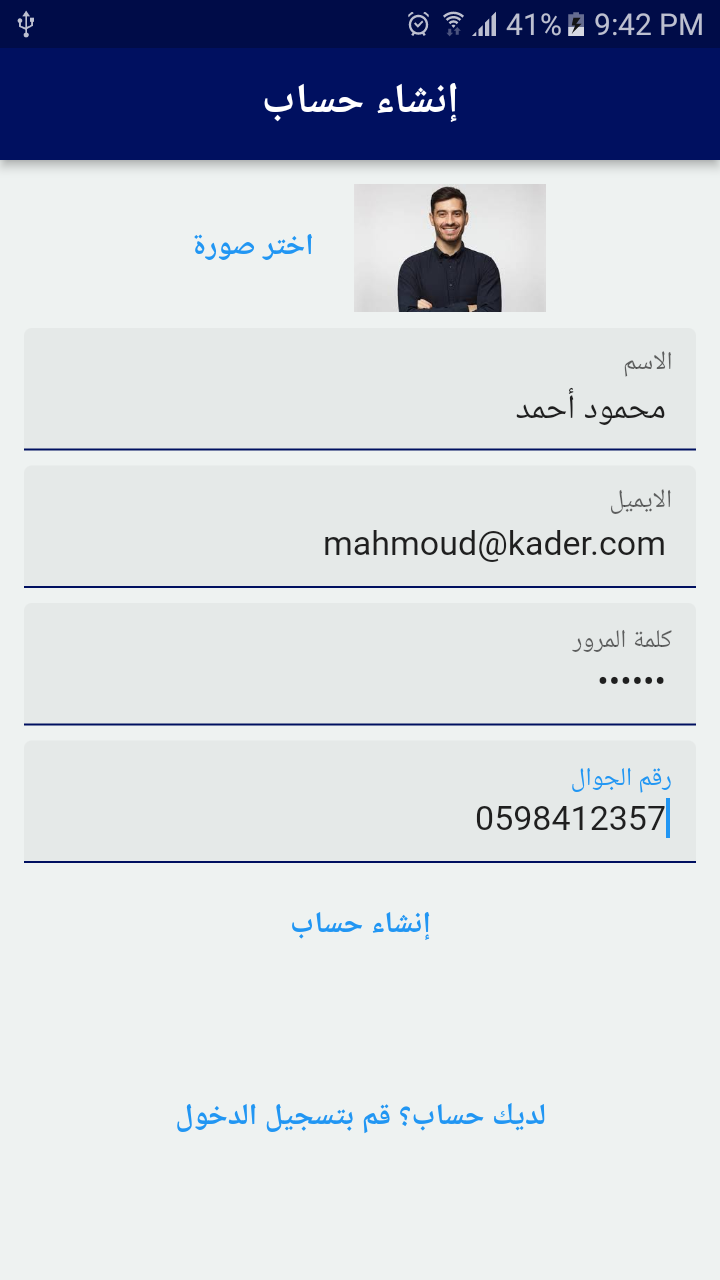 41% 9:42 PM
إنشاء حساب
اختر صورة
الاسم
محمود أحمد
الايميل
mahmoud@kader.com
كلمة المرور
••••••
رقم الجوال
0598412357
إنشاء حساب
لديك حساب؟ قم بتسجيل الدخول